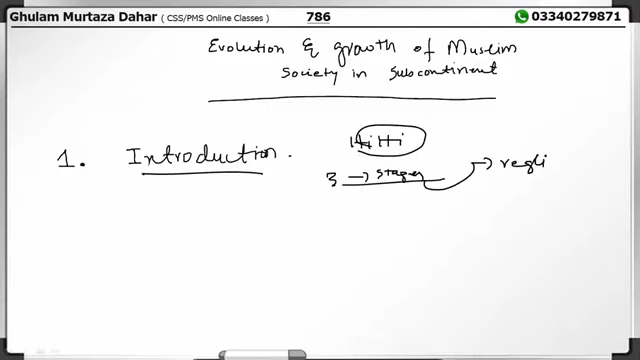 Ghulam Murtaza Dahar ( CSS/PMS Online Classes ) 786 03340279871
Evolution & growth of Muslim
Society in Subcontinent
1. Introduction. Hitti
3 → stages → regli